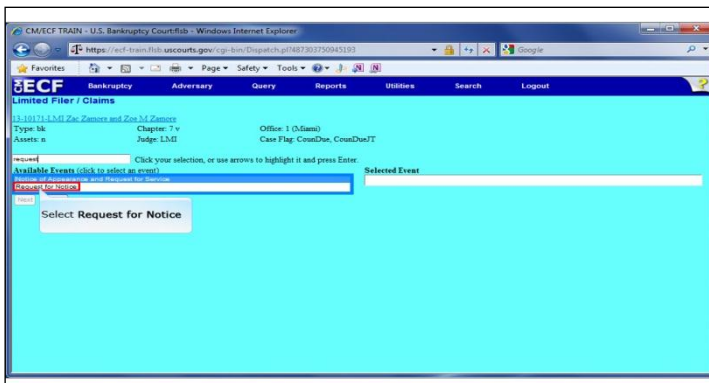 CM/ECF TRAIN - U.S. Bankruptcy Court:flsb - Windows Internet Explorer
https://ecf-train.flsb.uscourts.gov/cgi-bin/Dispatch.pl?487303750945193
Google
Favorites Page Safety Tools
ECF Bankruptcy Adversary Query Reports Utilities Search Logout ?
Limited Filer / Claims
13-10171-LMI Zac Zamore and Zoe M Zamore
Type: bk Chapter: 7 v Office: 1 (Miami)
Assets: n Judge: LMI Case Flag: CounDue, CounDueJT
request Click your selection, or use arrows to highlight it and press Enter.
Available Events (click to select an event) Selected Event
Notice of Appearance and Request for Service
Request for Notice
Next
Select Request for Notice